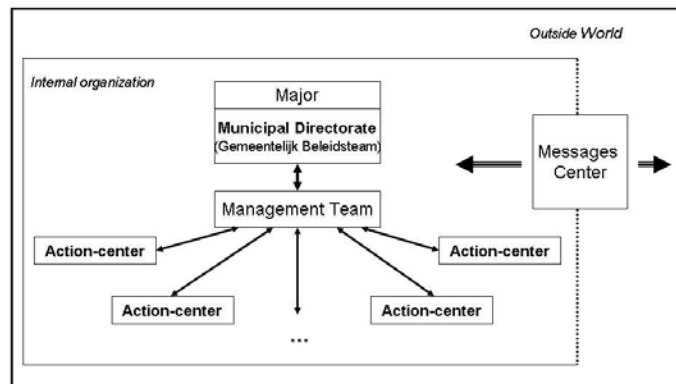 Outside World
Internal organization
Major
Municipal Directorate
(Gemeentelijk Beleidsteam)
Messages
Center
Management Team
Action-center
Action-center
Action-center
Action-center
...